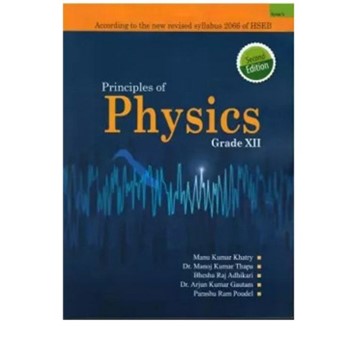 According to the new revised syllabus 2066 of HSEB
Second
Edition
Principles of
Physics
Grade XII
Manu Kumar Khatry
Dr. Manoj Kumar Thapa
Bhesha Raj Adhikari
Dr. Arjun Kumar Gautam
Parashu Ram Poudel